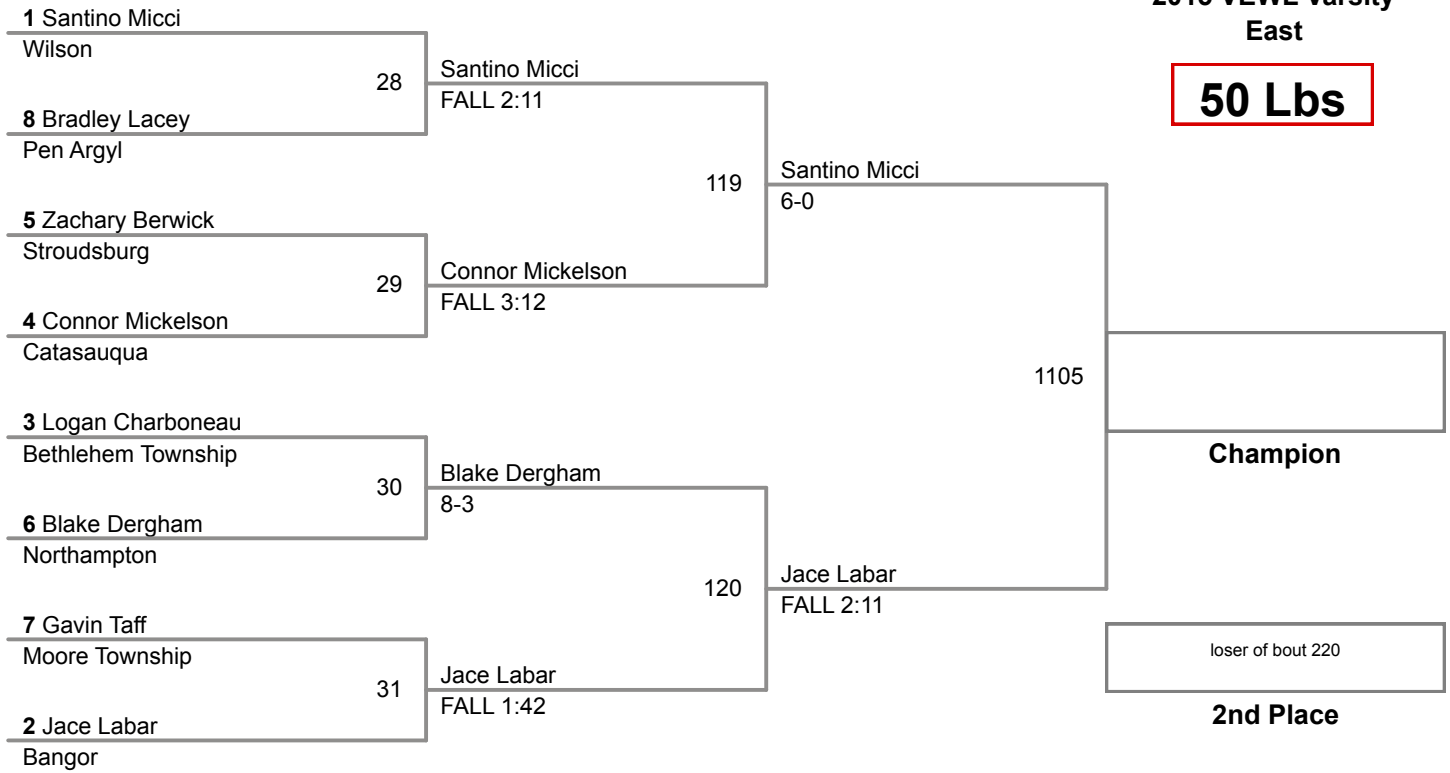 1 Santino Micci
Wilson
28
8 Bradley Lacey
Pen Argyl
Santino Micci
FALL 2:11
5 Zachary Berwick
Stroudsburg
29
4 Connor Mickelson
Catasauqua
Connor Mickelson
FALL 3:12
119
Santino Micci
6-0
3 Logan Charboneau
Bethlehem Township
30
6 Blake Dergham
Northampton
Blake Dergham
8-3
7 Gavin Taff
Moore Township
31
2 Jace Labar
Bangor
Jace Labar
FALL 1:42
120
Jace Labar
FALL 2:11
1105
East
50 Lbs
Champion
loser of bout 220
2nd Place